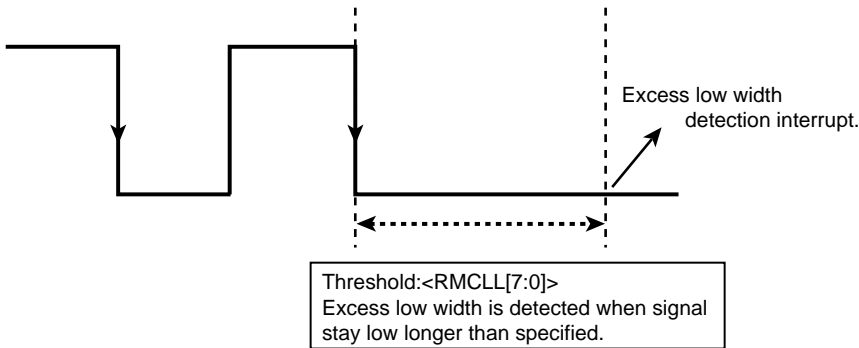 Excess low width
detection interrupt.
Threshold:<RMCLL[7:0]>
Excess low width is detected when signal
stay low longer than specified.